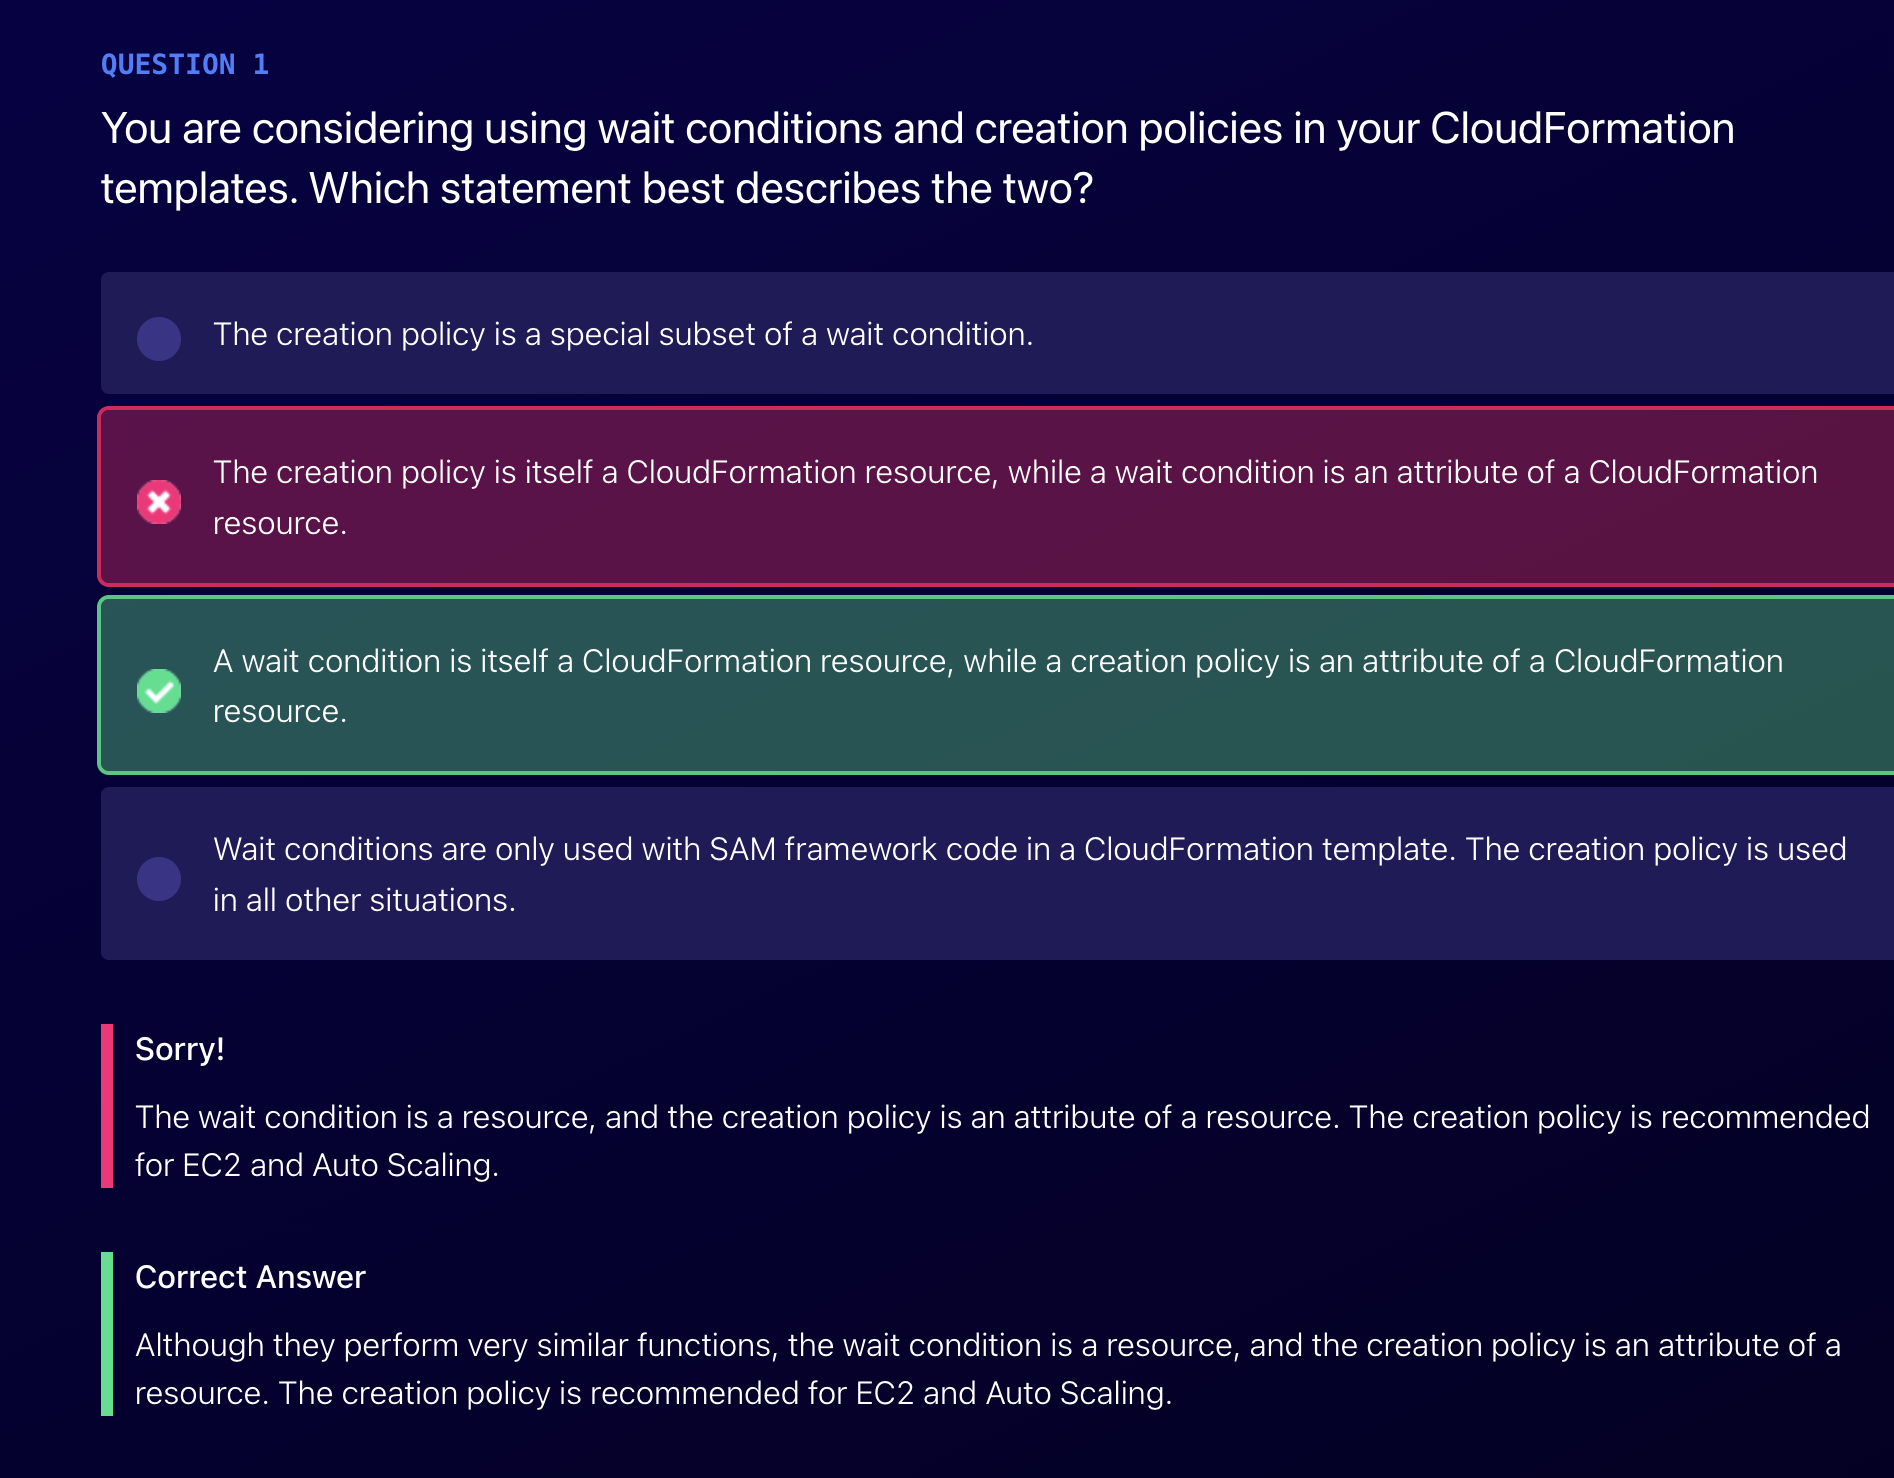 QUESTION 1
You are considering using wait conditions and creation policies in your CloudFormation
templates. Which statement best describes the two?
The creation policy is a special subset of a wait condition.
The creation policy is itself a CloudFormation resource, while a wait condition is an attribute of a CloudFormation
resource.
A wait condition is itself a CloudFormation resource, while a creation policy is an attribute of a CloudFormation
resource.
Wait conditions are only used with SAM framework code in a CloudFormation template. The creation policy is used
in all other situations.
Sorry!
The wait condition is a resource, and the creation policy is an attribute of a resource. The creation policy is recommended
for EC2 and Auto Scaling.
Correct Answer
Although they perform very similar functions, the wait condition is a resource, and the creation policy is an attribute of a
resource. The creation policy is recommended for EC2 and Auto Scaling.